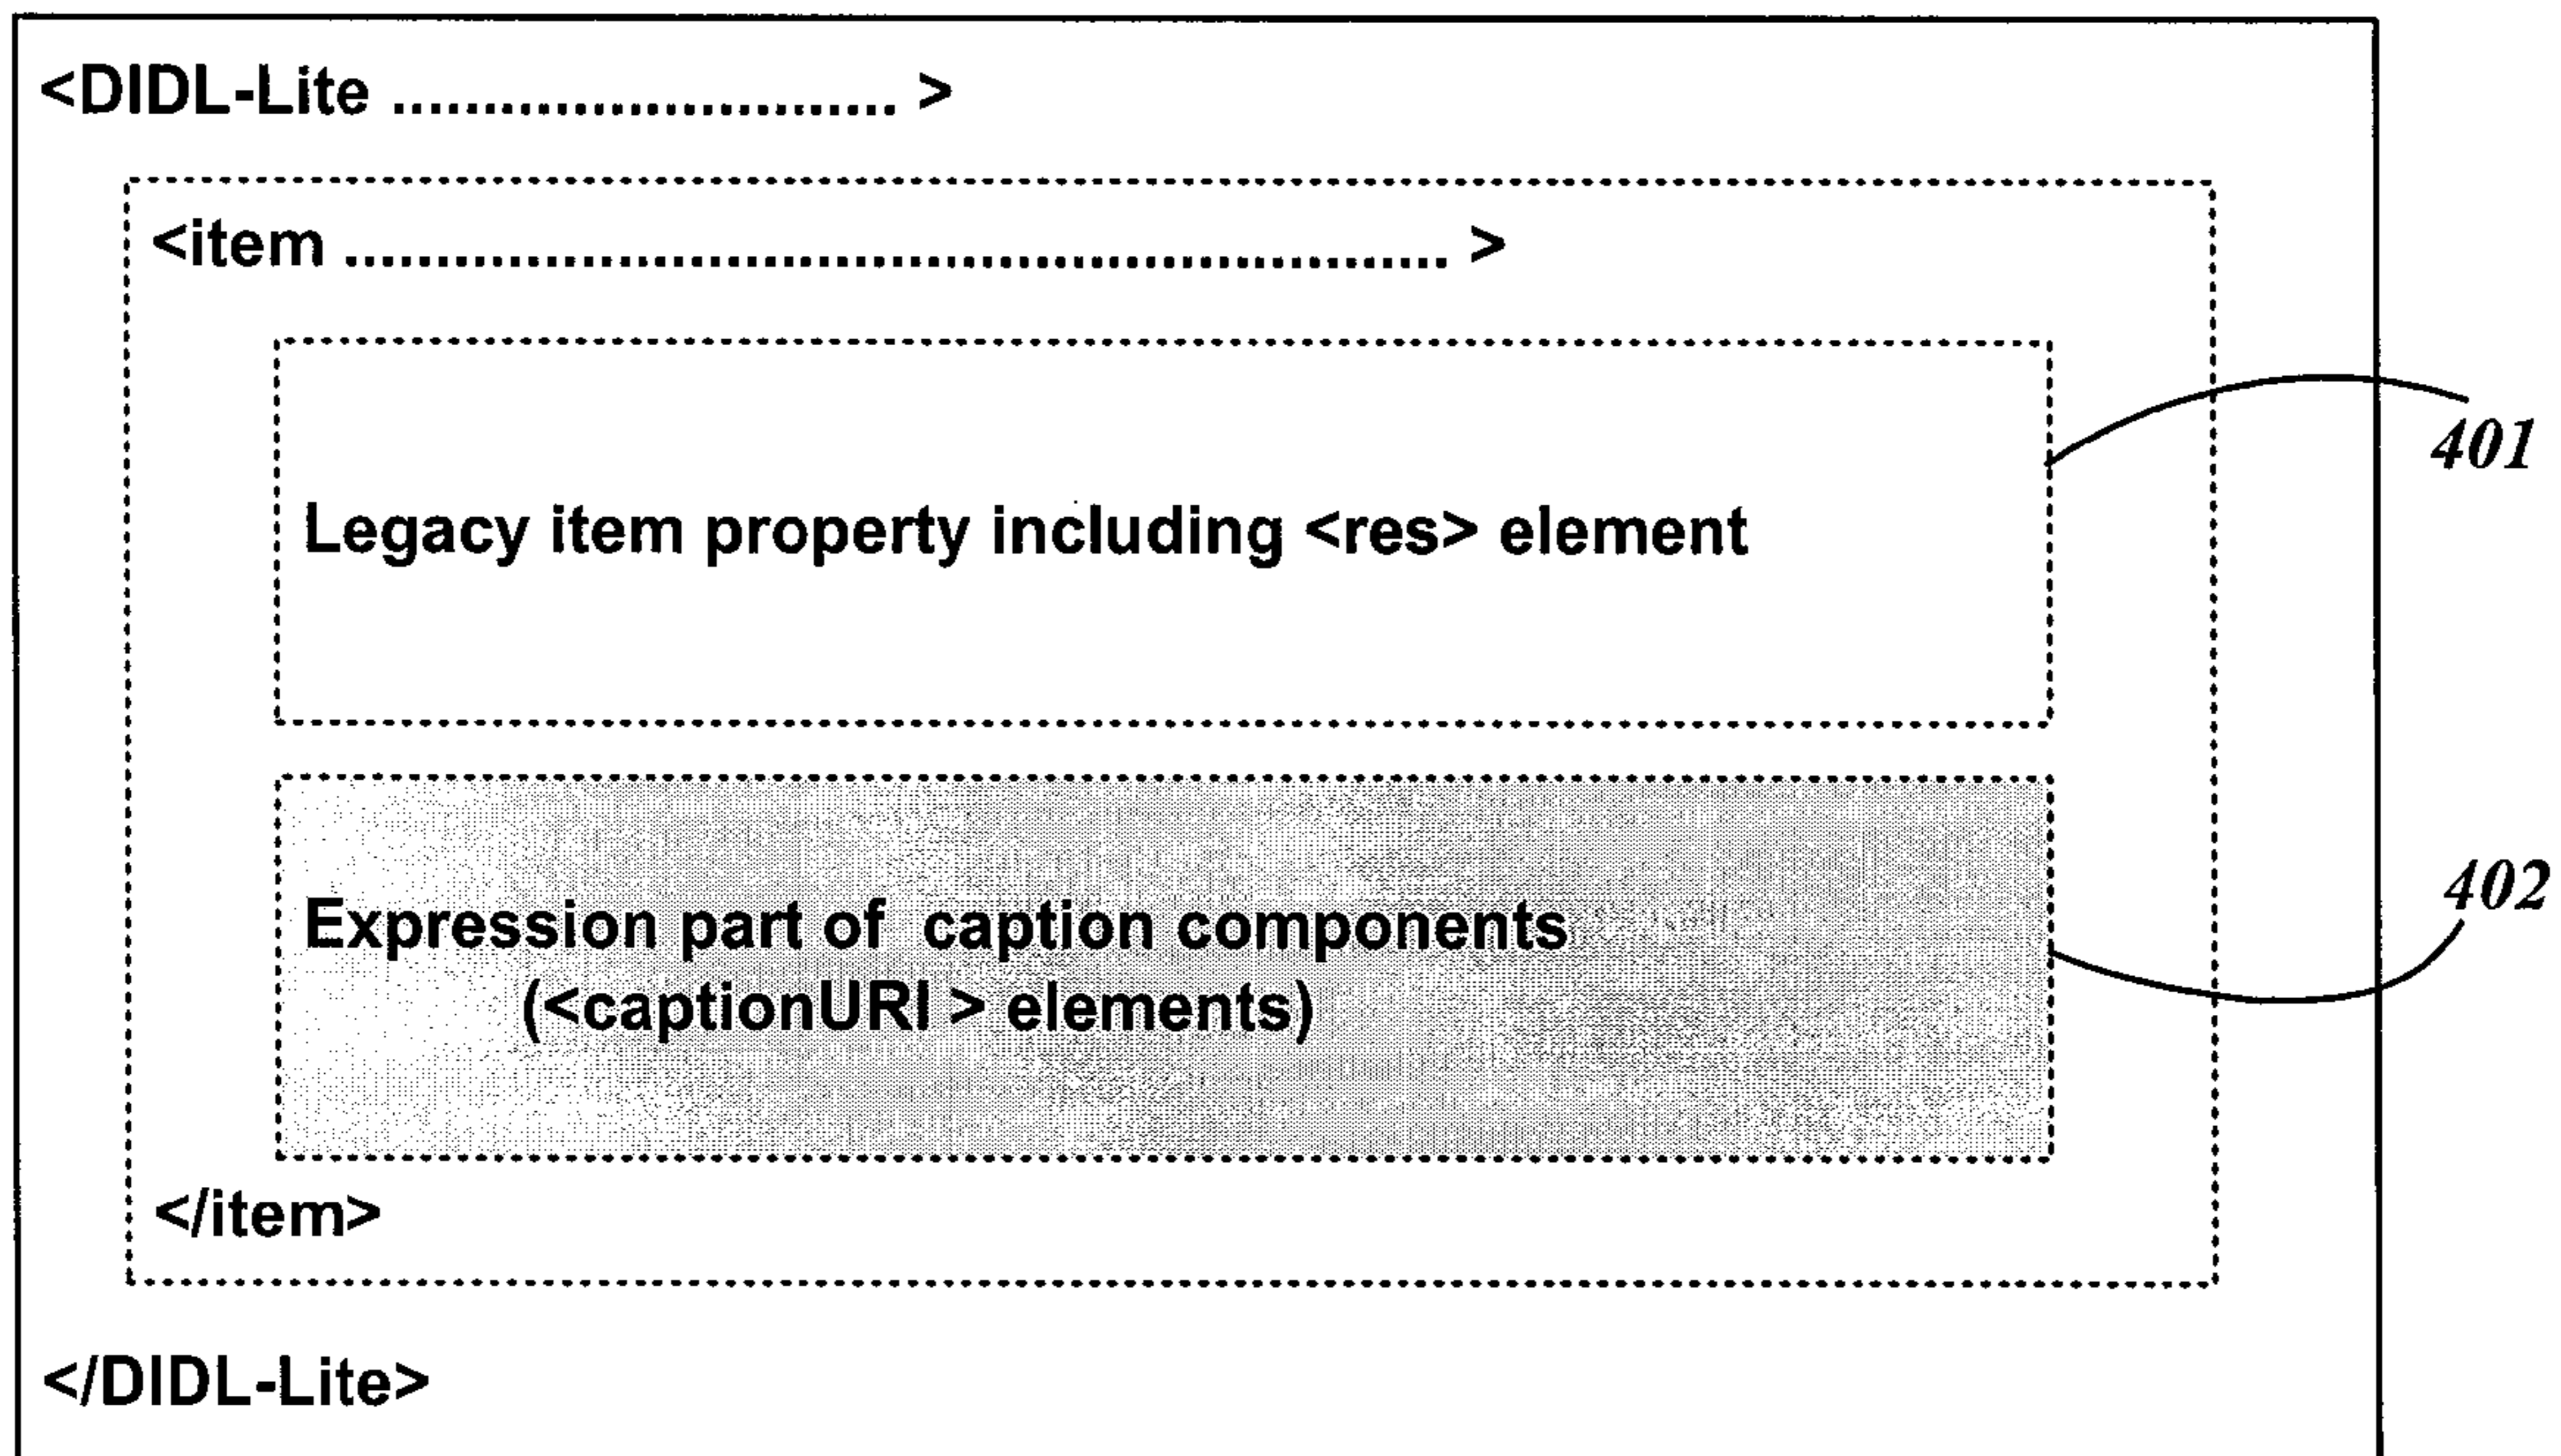 <DIDL-Lite ............................ >
<item ............................................................. >
Legacy item property including <res> element
401
Expression part of caption components
402
(<captionURI > elements)
</item>
</DIDL-Lite>